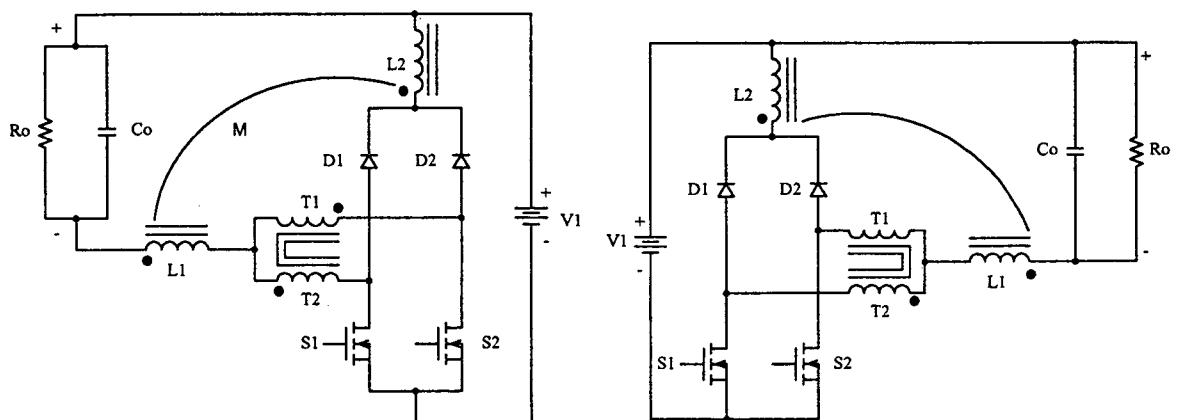 +
L2
Ro
Co
M
D1
D2
T1
+
V1
-
-
L1
T2
S1
S2
+
L2
Co
Ro
D1
D2
T1
+
V1
-
-
L1
T2
S1
S2